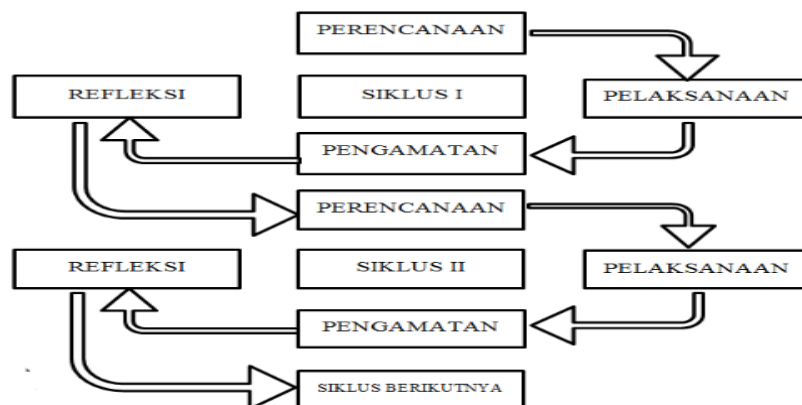 PERENCANAAN
REFLEKSI
SIKLUS I
PELAKSANAAN
PENGAMATAN
PERENCANAAN
REFLEKSI
SIKLUS II
PELAKSANAAN
PENGAMATAN
SIKLUS BERIKUTNYA